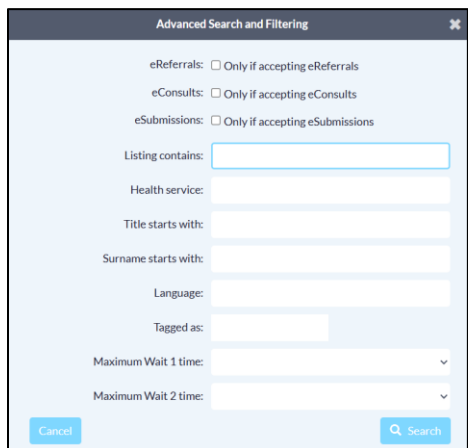 Advanced Search and Filtering
eReferrals: Only if accepting eReferrals
eConsults: Only if accepting eConsults
eSubmissions: Only if accepting eSubmissions
Listing contains:
Health service:
Title starts with:
Surname starts with:
Language:
Tagged as:
Maximum Wait 1 time:
Maximum Wait 2 time:
Cancel Search